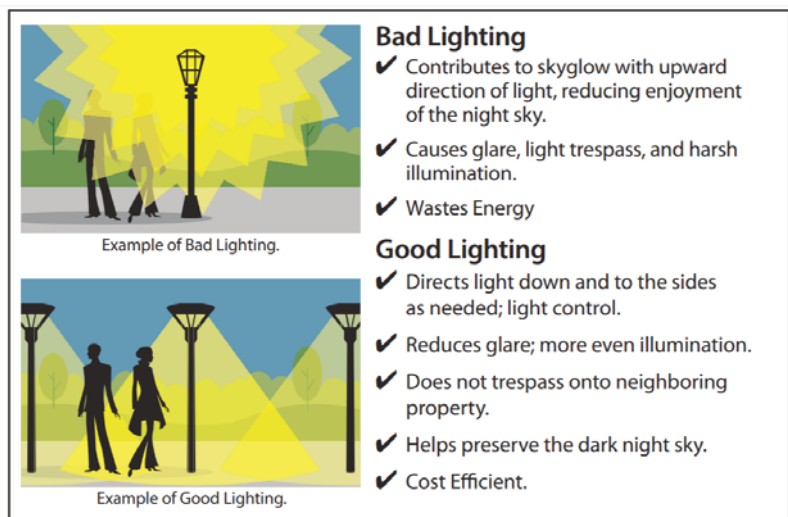 Bad Lighting
✔ Contributes to skyglow with upward
direction of light, reducing enjoyment
of the night sky.
✔ Causes glare, light trespass, and harsh
illumination.
✔ Wastes Energy
Example of Bad Lighting.
Good Lighting
✔ Directs light down and to the sides
as needed; light control.
✔ Reduces glare; more even illumination.
✔ Does not trespass onto neighboring
property.
✔ Helps preserve the dark night sky.
✔ Cost Efficient.
Example of Good Lighting.